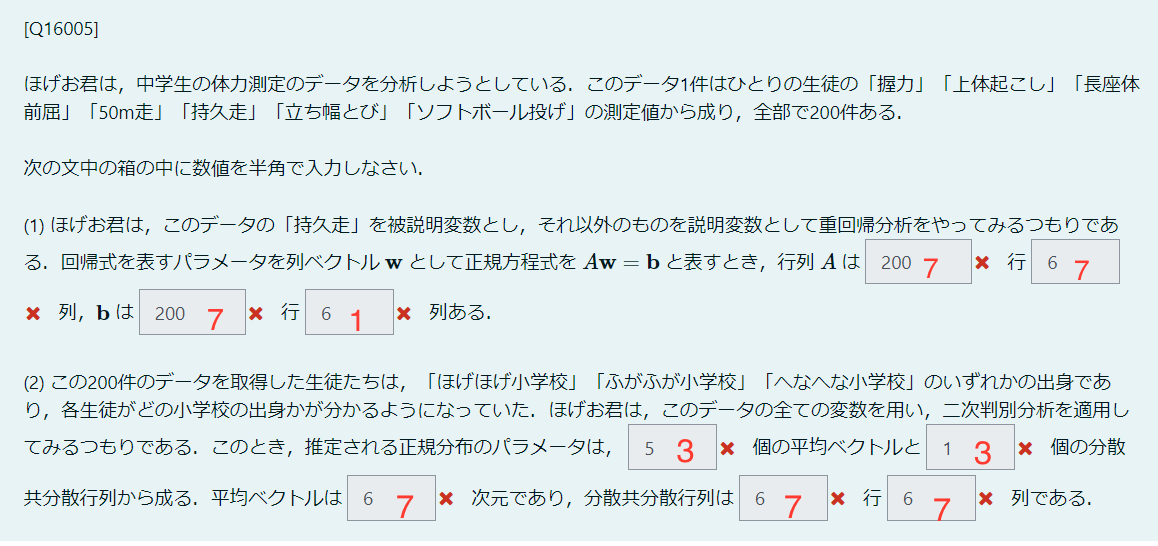 [Q16005]
ほげお君は，中学生の体力測定のデータを分析しようとしている．このデータ1件はひとりの生徒の「握力」「上体起こし」「長座体
前屈」「50m走」「持久走」「立ち幅とび」「ソフトボール投げ」の測定値から成り，全部で200件ある．
次の文中の箱の中に数値を半角で入力しなさい．
(1) ほげお君は，このデータの「持久走」を被説明変数とし，それ以外のものを説明変数として重回帰分析をやってみるつもりであ
る．回帰式を表すパラメータを列ベクトル w として正規方程式を Aw = b と表すとき，行列 A は 200 7 ✖ 行 6 7
✖ 列，b は 200 7 ✖ 行 6 1 ✖ 列ある．
(2) この200件のデータを取得した生徒たちは，「ほげほげ小学校」「ふがふが小学校」「へなへな小学校」のいずれかの出身であ
り，各生徒がどの小学校の出身かが分かるようになっていた．ほげお君は，このデータの全ての変数を用い，二次判別分析を適用し
てみるつもりである．このとき，推定される正規分布のパラメータは， 5 3 ✖ 個の平均ベクトルと 1 3 ✖ 個の分散
共分散行列から成る．平均ベクトルは 6 7 ✖ 次元であり，分散共分散行列は 6 7 ✖ 行 6 7 ✖ 列である．